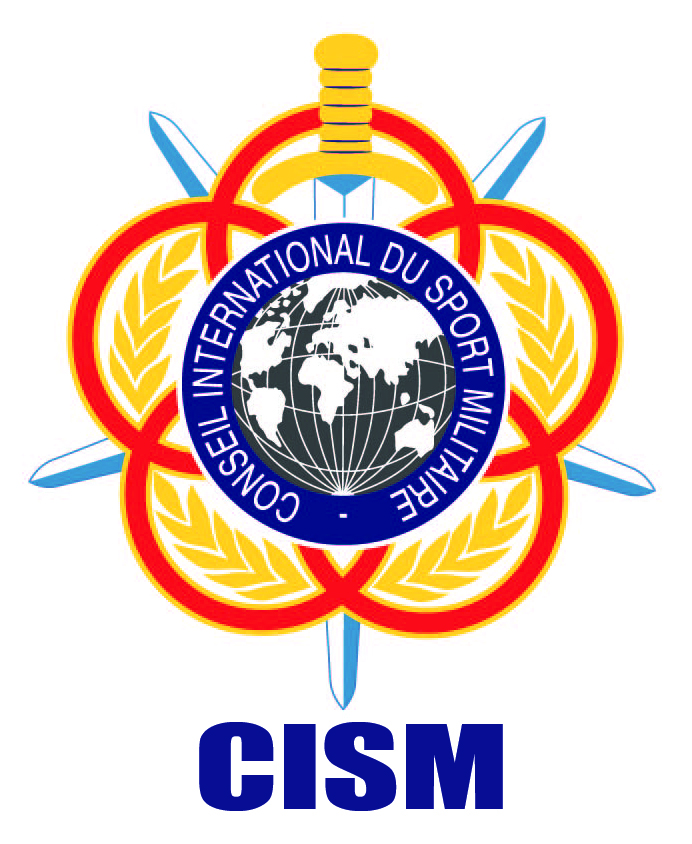 CONSEIL INTERNATIONAL DU SPORT MILITAIRE -
CISM